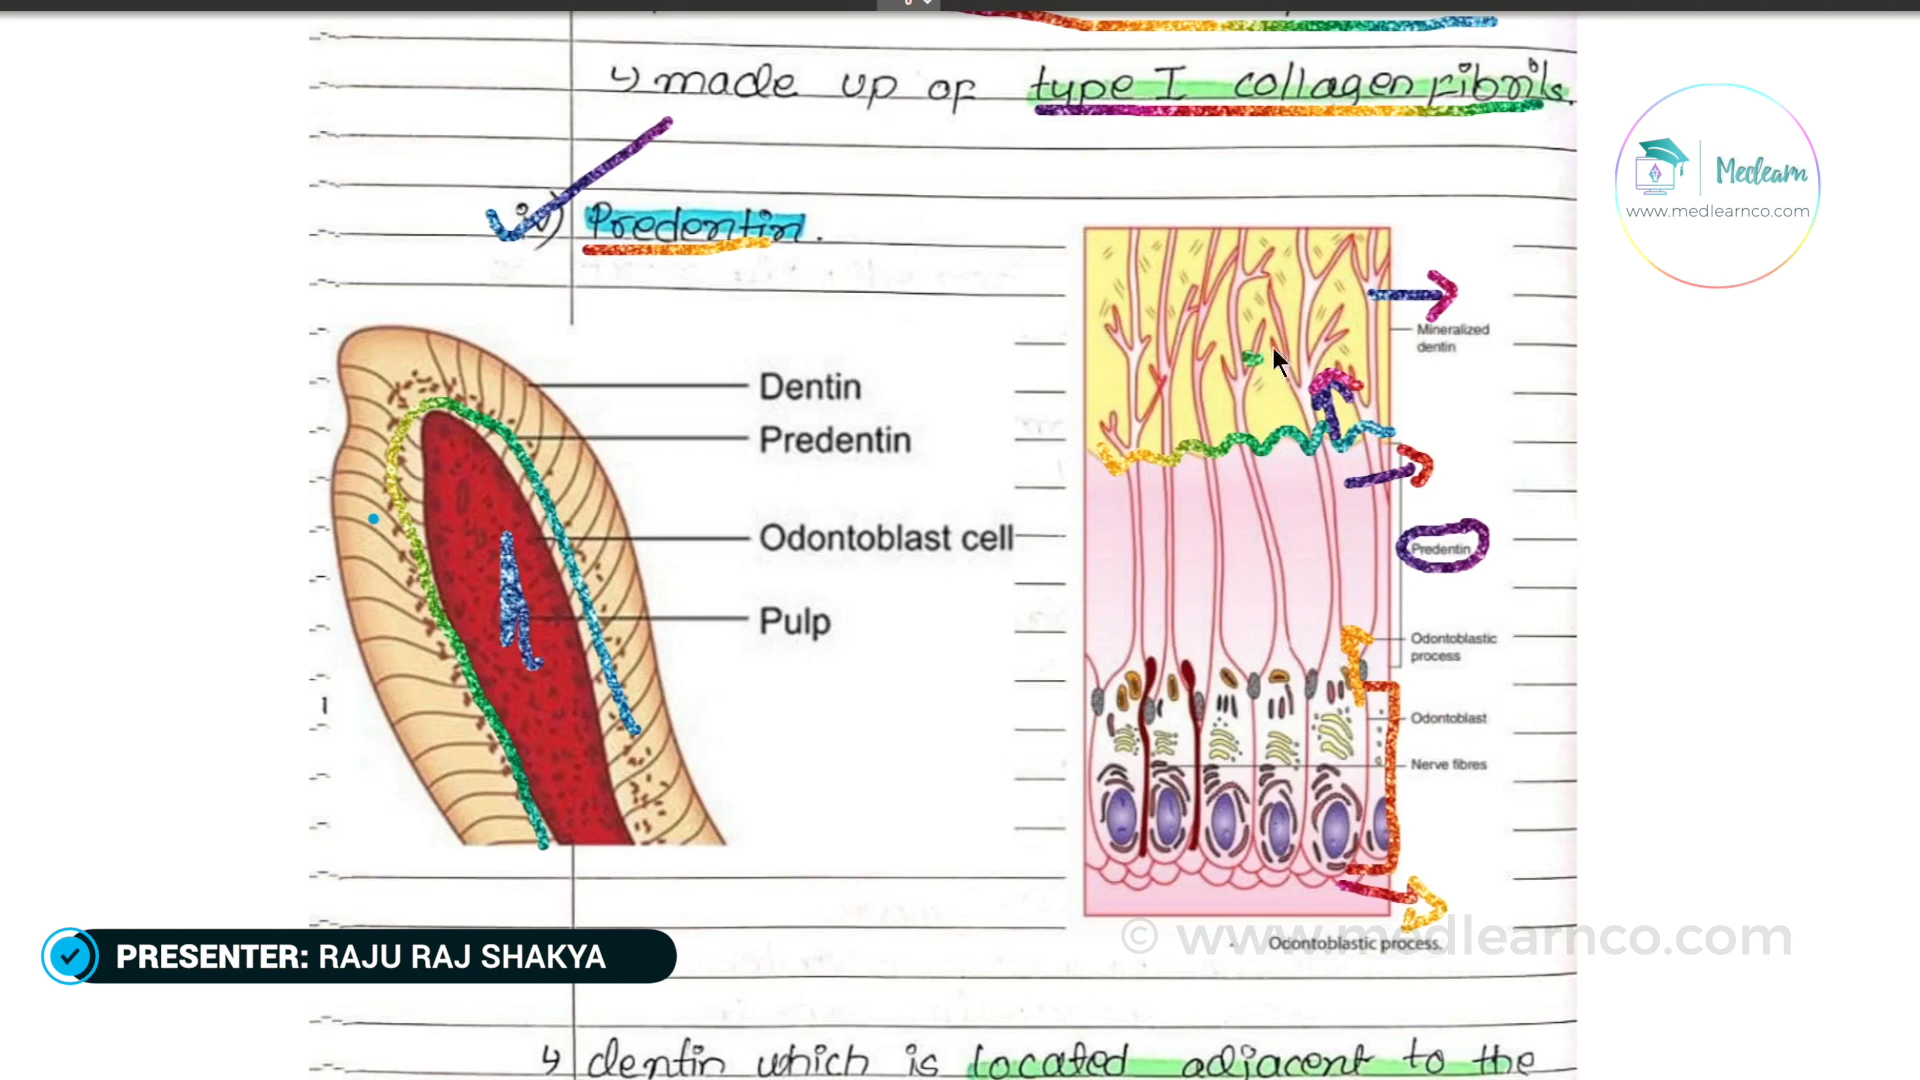 ↳ made up of type I collagen fibrils.
Medlearn
www.medlearnco.com
iv) Predentin.
Mineralized
dentin
Dentin
Predentin
Odontoblast cell
Pulp
Predentin
Odontoblastic
process
Odontoblast
Nerve fibres
Odontoblastic process.
© www.medlearnco.com
PRESENTER: RAJU RAJ SHAKYA
↳ dentin which is located adjacent to the